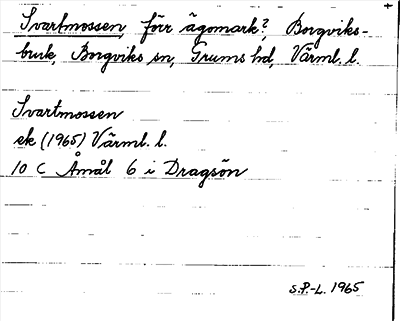 Svartmossen, förr ägomark?, Borgviks-
bruk, Borgviks sn, Grums hd, Värml. l.
Svartmossen
ek (1965) Värml. l.
10 C Åmål 6 i Dragsön
S.P.-L. 1965